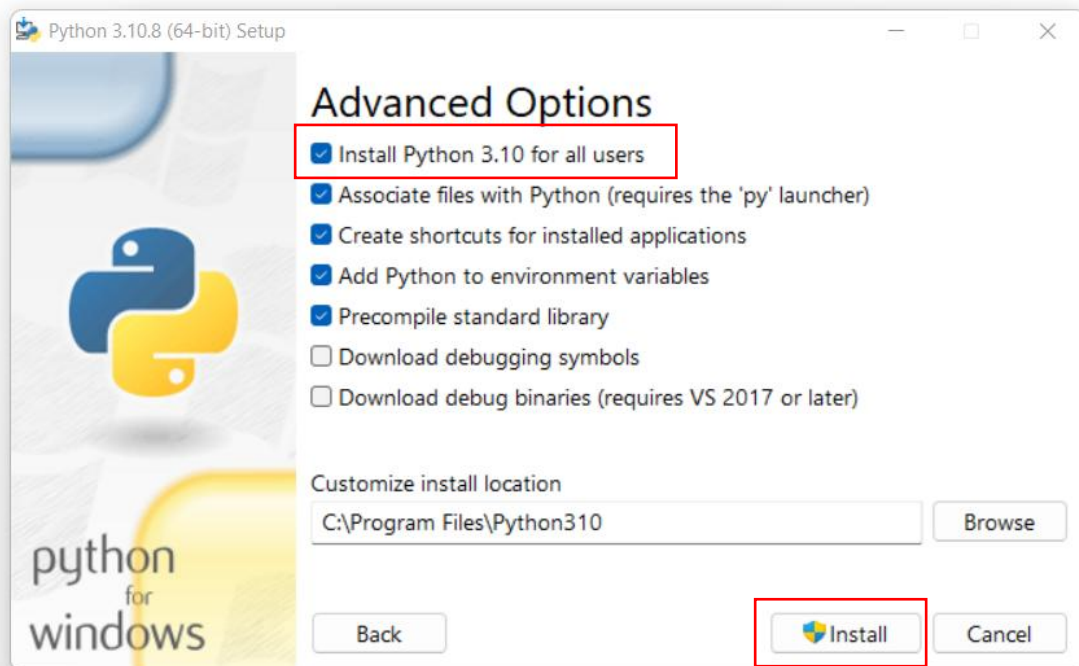 Python 3.10.8 (64-bit) Setup
Advanced Options
Install Python 3.10 for all users
Associate files with Python (requires the 'py' launcher)
Create shortcuts for installed applications
Add Python to environment variables
Precompile standard library
Download debugging symbols
Download debug binaries (requires VS 2017 or later)
Customize install location
C:\Program Files\Python310
Browse
python
for
windows
Back
Install
Cancel